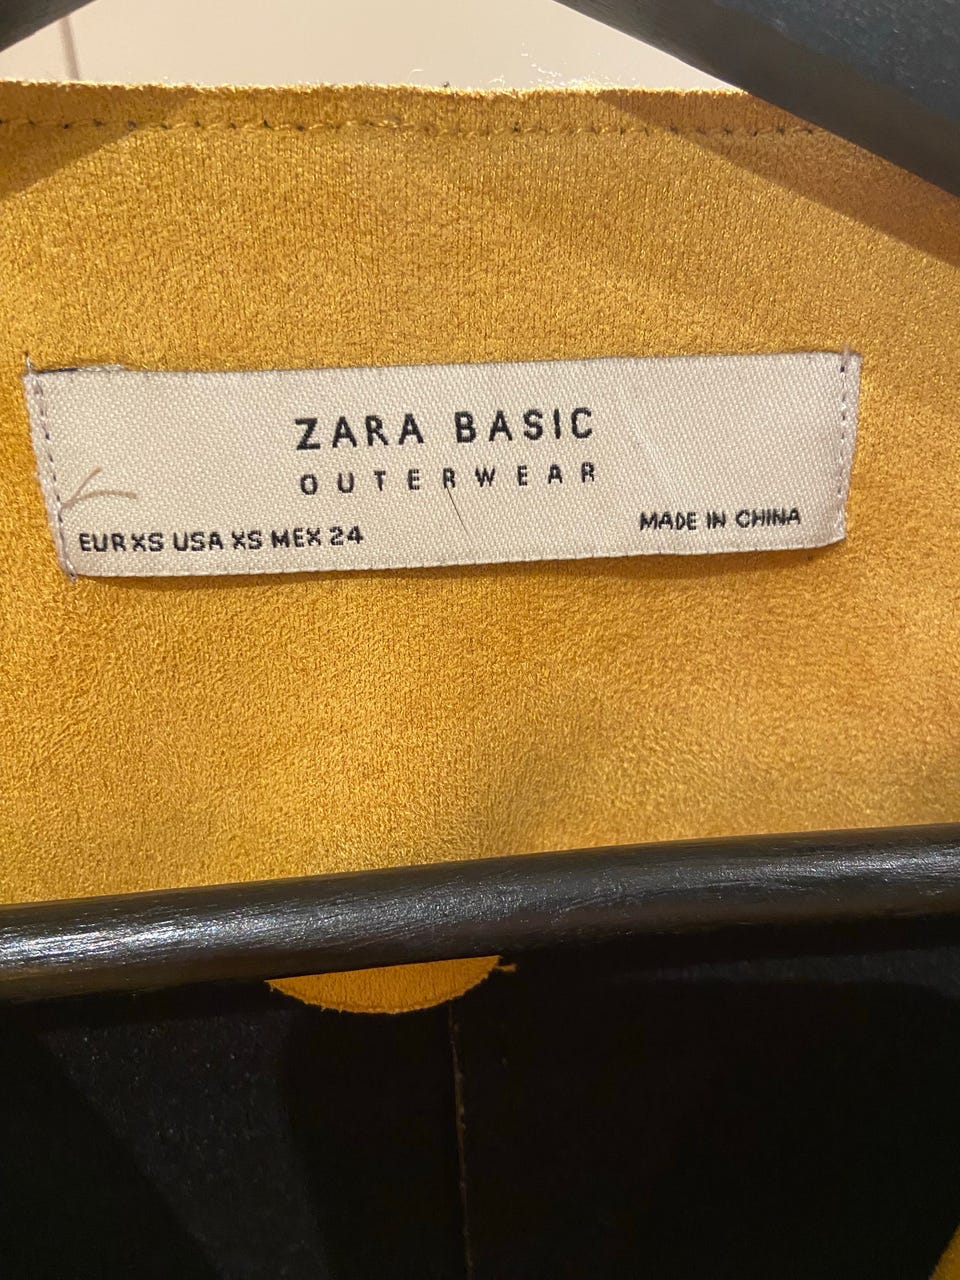 ZARA BASIC
OUTERWEAR
EUR XS USA XS MEX 24
MADE IN CHINA